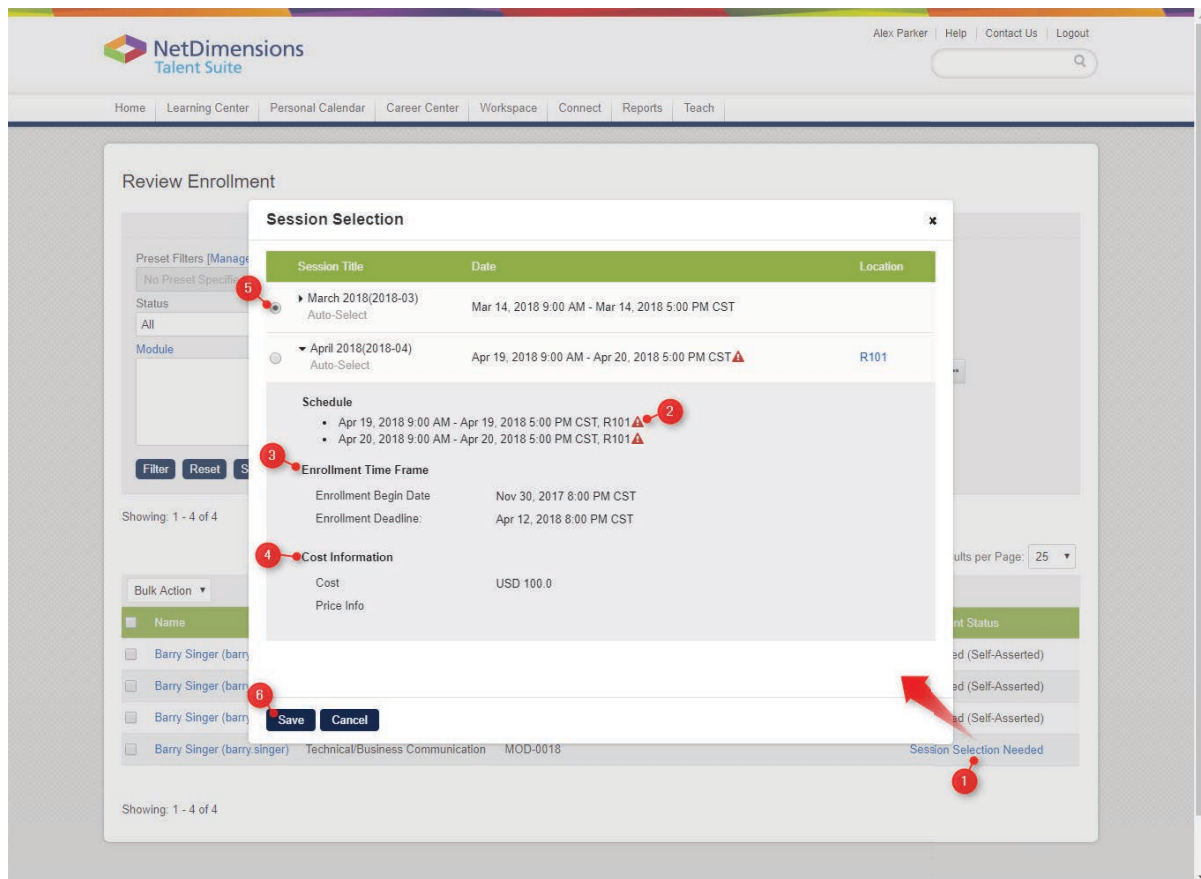 Alex Parker Help Contact Us Logout
NetDimensions
Talent Suite
Home Learning Center Personal Calendar Career Center Workspace Connect Reports Teach
Review Enrollment
Session Selection x
Preset Filters [Manage
No Preset Specifie
Status
All
Module
Session Title Date Location
5
March 2018(2018-03) Mar 14, 2018 9:00 AM - Mar 14, 2018 5:00 PM CST
Auto-Select
April 2018(2018-04) Apr 19, 2018 9:00 AM - Apr 20, 2018 5:00 PM CST R101
Auto-Select
Schedule
• Apr 19, 2018 9:00 AM - Apr 19, 2018 5:00 PM CST, R101 2
• Apr 20, 2018 9:00 AM - Apr 20, 2018 5:00 PM CST, R101
3 Enrollment Time Frame
Filter Reset S
Enrollment Begin Date Nov 30, 2017 8:00 PM CST
Enrollment Deadline: Apr 12, 2018 8:00 PM CST
Showing: 1 - 4 of 4
4 Cost Information
ults per Page: 25
Cost USD 100.0
Price Info
Bulk Action
Name nt Status
Barry Singer (barry ed (Self-Asserted)
Barry Singer (barry ed (Self-Asserted)
6
Barry Singer (barry ed (Self-Asserted)
Save Cancel
Barry Singer (barry.singer) Technical/Business Communication MOD-0018 Session Selection Needed
1
Showing: 1 - 4 of 4